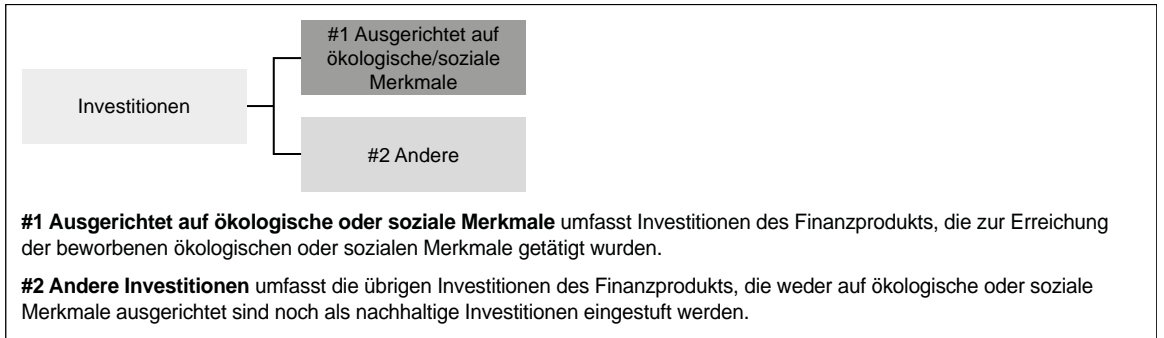 #1 Ausgerichtet auf
ökologische/soziale
Merkmale
Investitionen
#2 Andere
#1 Ausgerichtet auf ökologische oder soziale Merkmale umfasst Investitionen des Finanzprodukts, die zur Erreichung
der beworbenen ökologischen oder sozialen Merkmale getätigt wurden.
#2 Andere Investitionen umfasst die übrigen Investitionen des Finanzprodukts, die weder auf ökologische oder soziale
Merkmale ausgerichtet sind noch als nachhaltige Investitionen eingestuft werden.